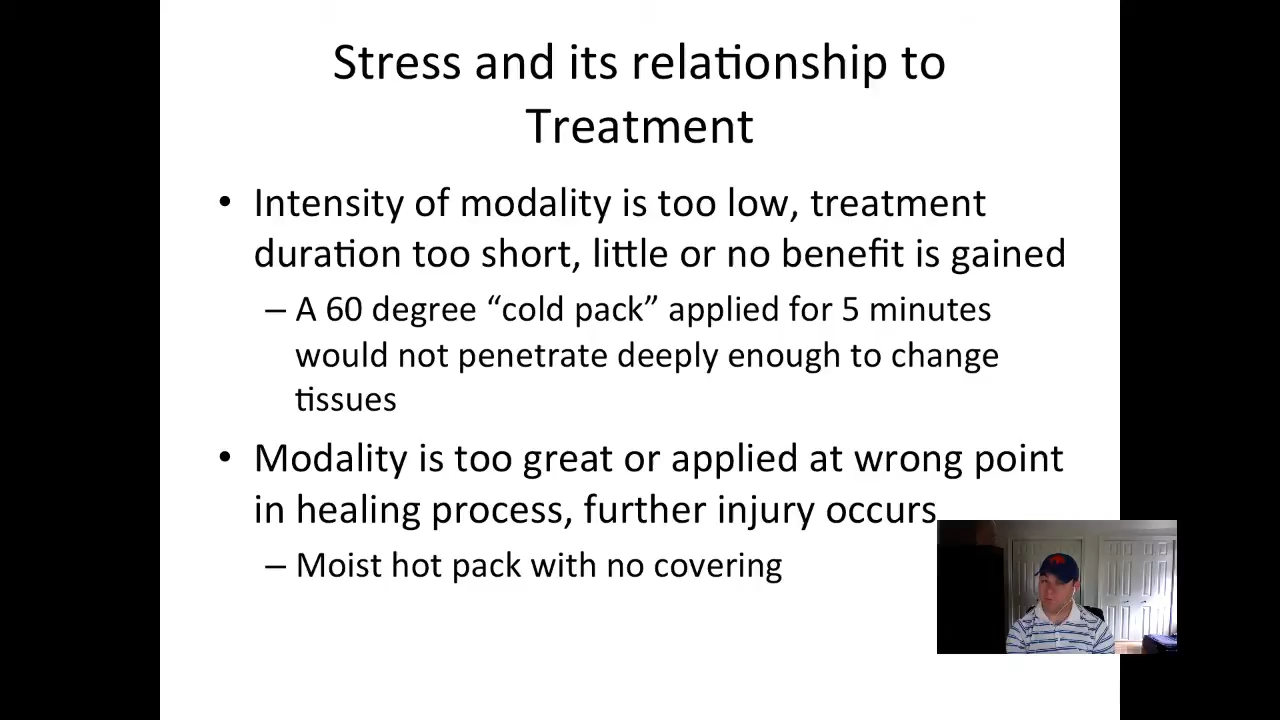 Stress and its relationship to
Treatment
• Intensity of modality is too low, treatment
duration too short, little or no benefit is gained
– A 60 degree “cold pack” applied for 5 minutes
would not penetrate deeply enough to change
tissues
• Modality is too great or applied at wrong point
in healing process, further injury occurs
– Moist hot pack with no covering